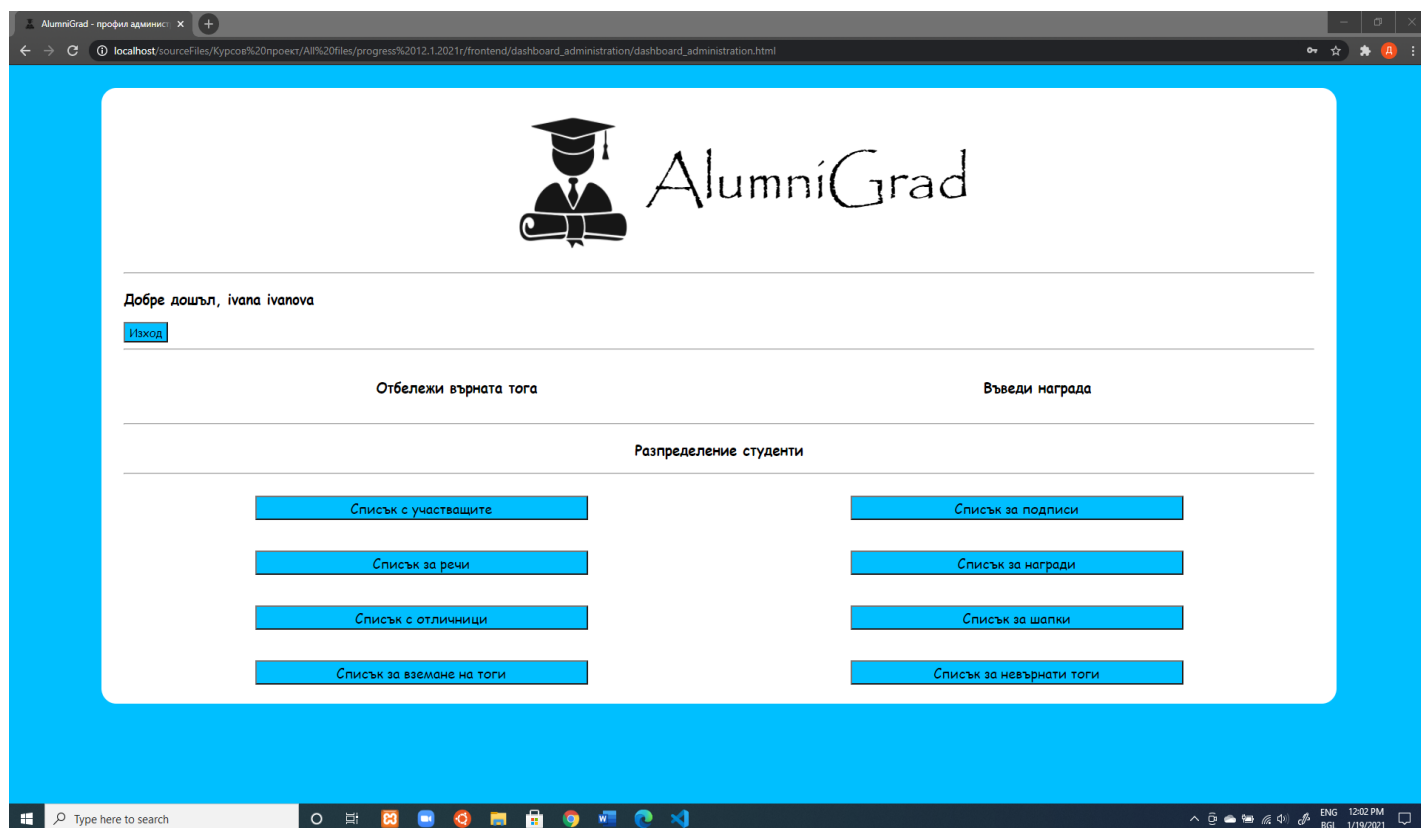 AlumniGrad - профил админист
localhost/sourceFiles/Курсов%20проект/All%20files/progress%2012.1.2021г/frontend/dashboard_administration/dashboard_administration.html
Д
AlumniGrad
Добре дошъл, ivana ivanova
Изход
Отбележи върната тога
Въведи награда
Разпределение студенти
Списък с участващите
Списък за подписи
Списък за речи
Списък за награди
Списък с отличници
Списък за шапки
Списък за вземане на тоги
Списък за невърнати тоги
Type here to search
ENG
12:02 PM
BGL
1/19/2021